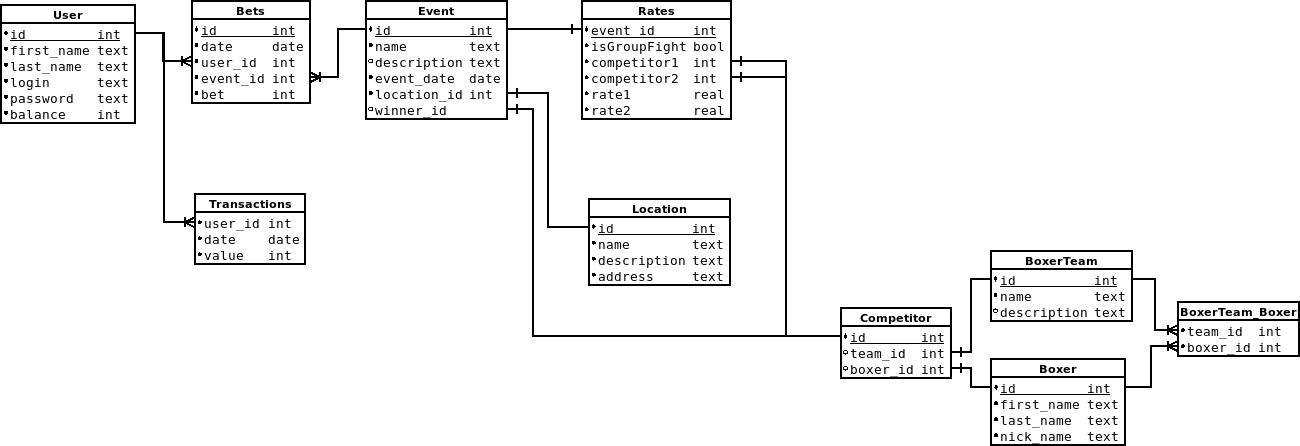 User
id int
first_name text
last_name text
login text
password text
balance int
Bets
id int
date date
user_id int
event_id int
bet int
Event
id int
name text
description text
event_date date
location_id int
winner_id
Rates
event_id int
isGroupFight bool
competitor1 int
competitor2 int
rate1 real
rate2 real
Transactions
user_id int
date date
value int
Location
id int
name text
description text
address text
Competitor
id int
team_id int
boxer_id int
BoxerTeam
id int
name text
description text
Boxer
id int
first_name text
last_name text
nick_name text
BoxerTeam_Boxer
team_id int
boxer_id int